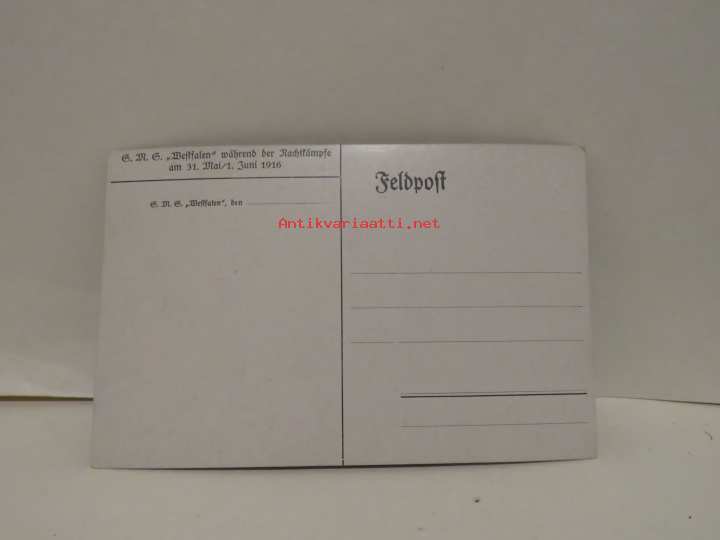 S. M. S. „Westfalen“ während der Nachtkämpfe
am 31. Mai/1. Juni 1916
S. M. S. „Westfalen“, den
Feldpost
Antikvariaatti.net